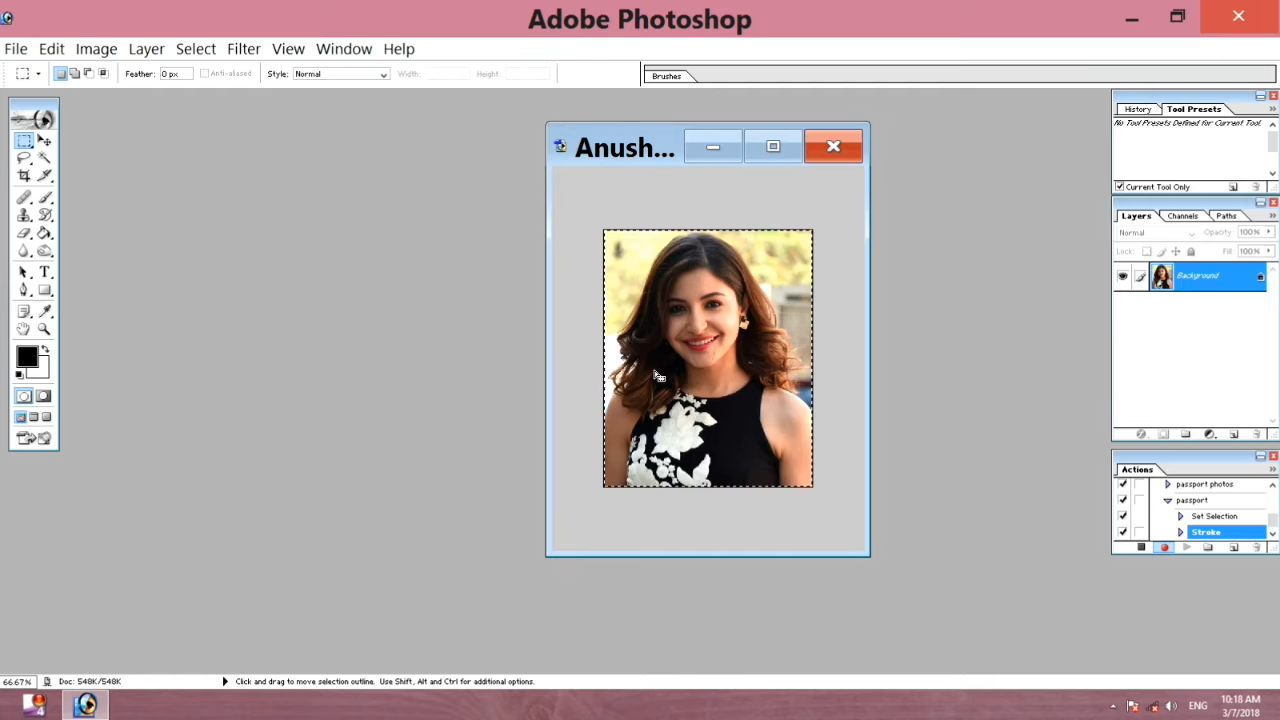 Adobe Photoshop
File Edit Image Layer Select Filter View Window Help
Feather: 0 px Anti-aliased Style: Normal Width: Height: Brushes
Anush...
History Tool Presets
No Tool Presets Defined for Current Tool.
Current Tool Only
Layers Channels Paths
Normal Opacity: 100%
Lock: Fill: 100%
Background
Actions
passport photos
passport
Set Selection
Stroke
66.67% Doc: 548K/548K Click and drag to move selection outline. Use Shift, Alt and Ctrl for additional options.
ENG 10:18 AM
3/7/2018